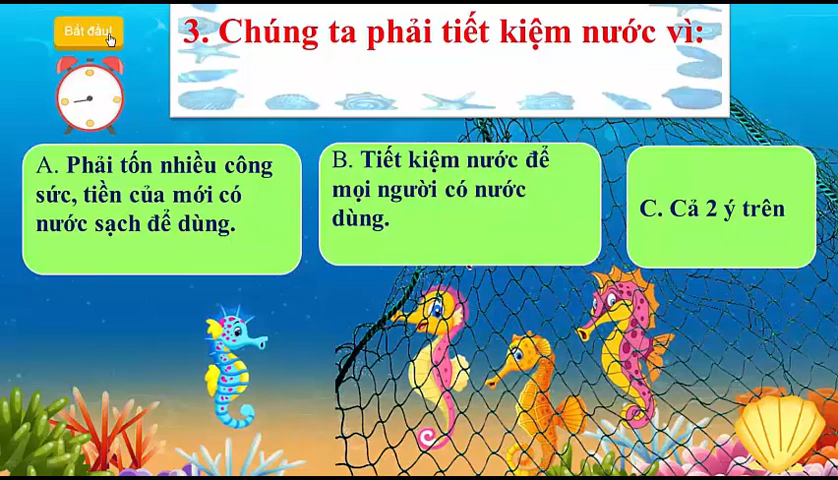 Bắt đầu!
3. Chúng ta phải tiết kiệm nước vì:
A. Phải tốn nhiều công
sức, tiền của mới có
nước sạch để dùng.
B. Tiết kiệm nước để
mọi người có nước
dùng.
C. Cả 2 ý trên